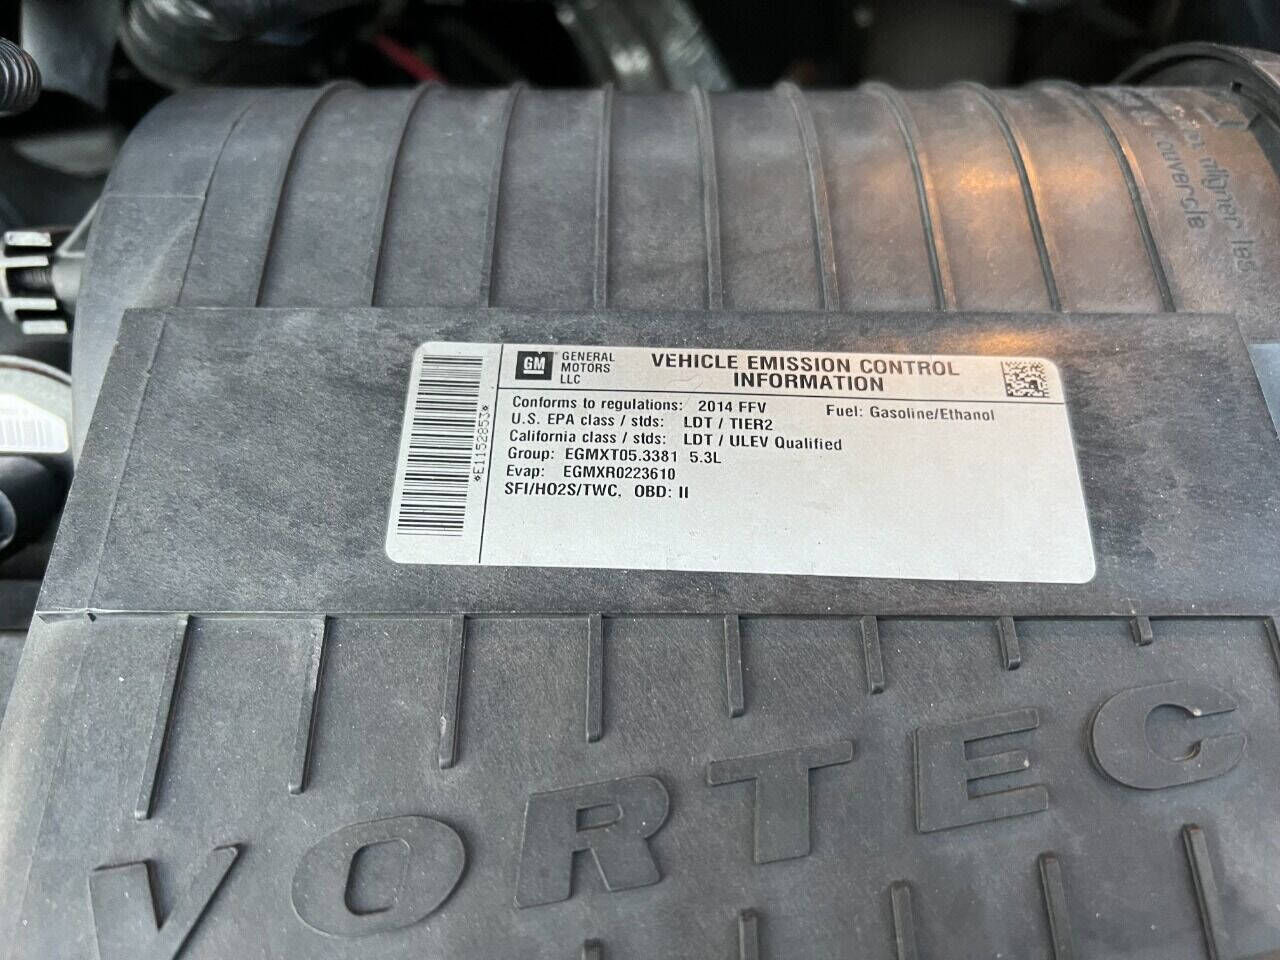 GM GENERAL MOTORS LLC
VEHICLE EMISSION CONTROL INFORMATION
Conforms to regulations: 2014 FFV Fuel: Gasoline/Ethanol
U.S. EPA class / stds: LDT / TIER2
California class / stds: LDT / ULEV Qualified
Group: EGMXT05.3381 5.3L
Evap: EGMXR0223610
SFI/HO2S/TWC, OBD: II
*E1152853*
VORTEC